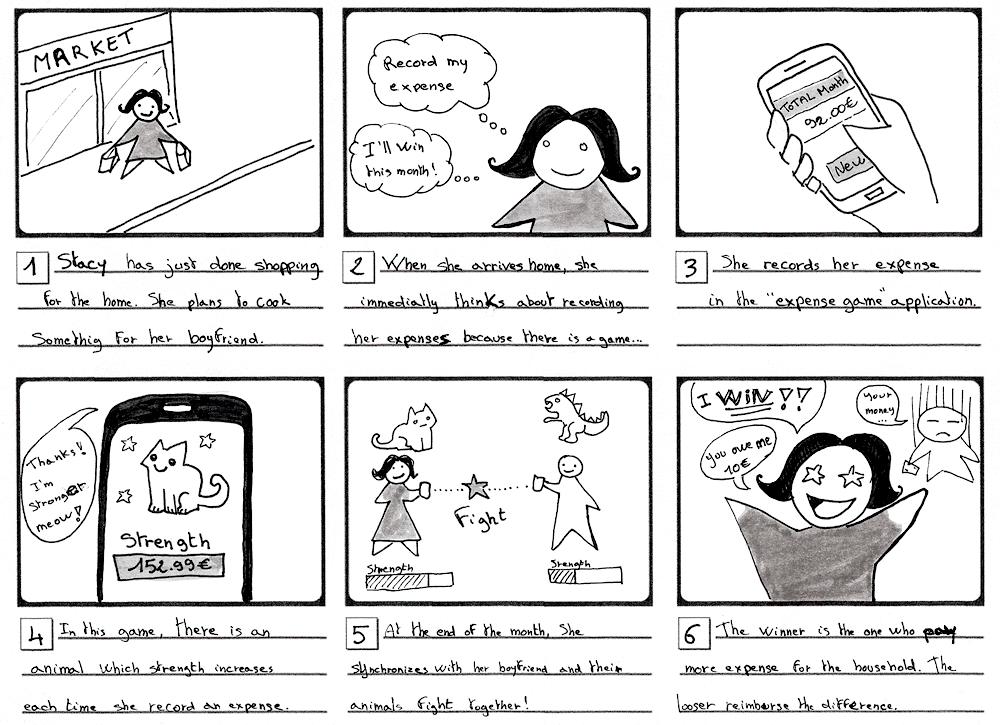 MARKET
1 Stacy has just done shopping
for the home. She plans to cook
Somethig for her boyfriend.
Record my
expense
I'll win
this month!
2 When she arrives home, she
immediatly thinks about recording
her expenses because there is a game...
TOTAL Month
92.00€
New
3 She records her expense
in the "expense game" application.
Thanks!
I'm
stronger
meow!
Strength
152.99€
4 In this game, there is an
animal which strength increases
each time she record an expense.
Fight
Strength
Strength
5 At the end of the month, She
synchronizes with her boyfriend and their
animals fight together!
I WIN!!
your
money...
You owe me
10€
6 The winner is the one who pay
more expense for the household. The
looser reimburse the difference.